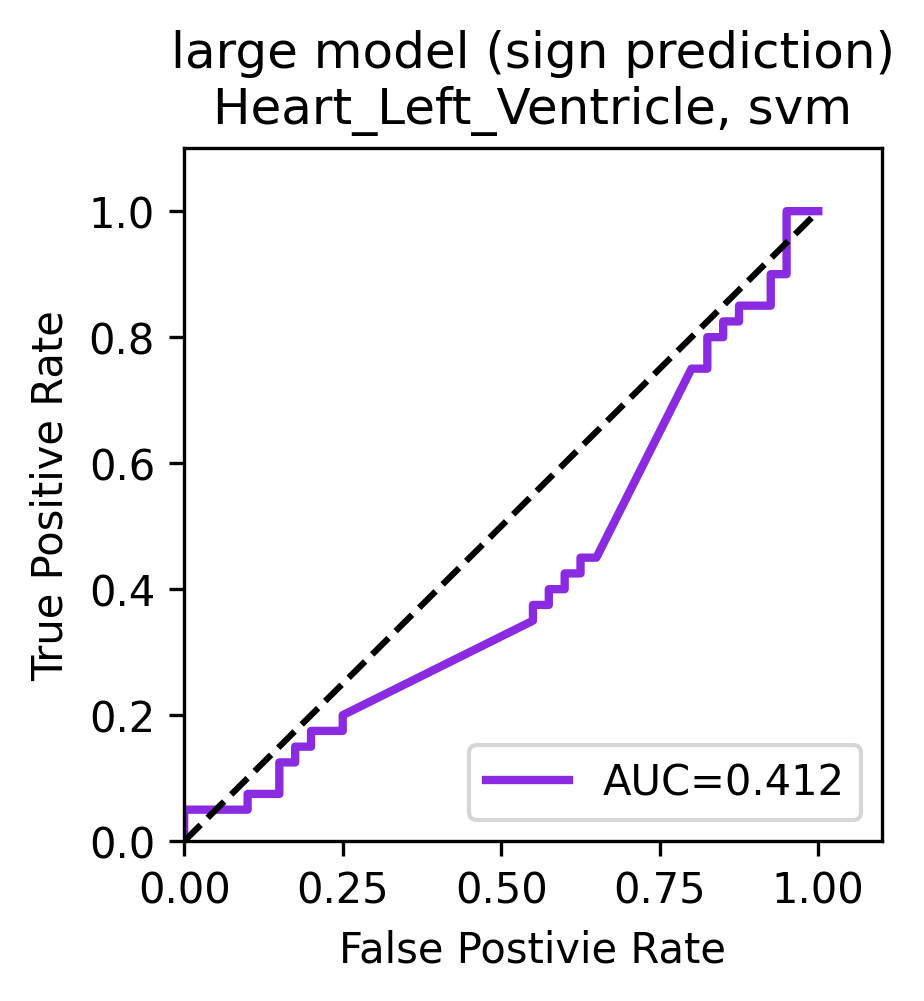 large model (sign prediction)
Heart_Left_Ventricle, svm
1.0
0.8
0.6
0.4
0.2
0.0
True Positive Rate
AUC=0.412
0.00 0.25 0.50 0.75 1.00
False Postivie Rate